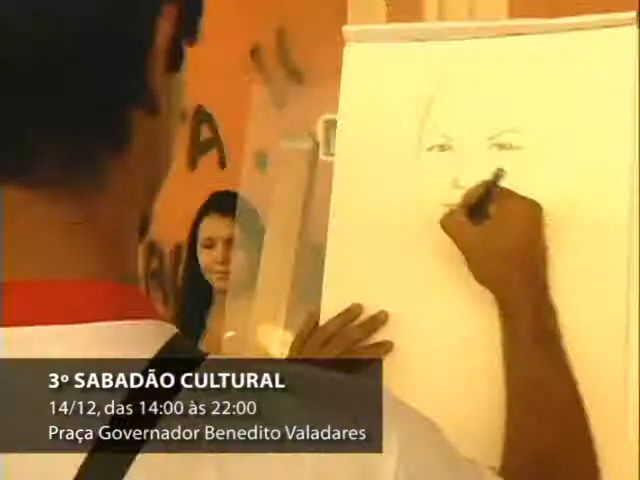 A
3º SABADÃO CULTURAL
14/12, das 14:00 às 22:00
Praça Governador Benedito Valadares